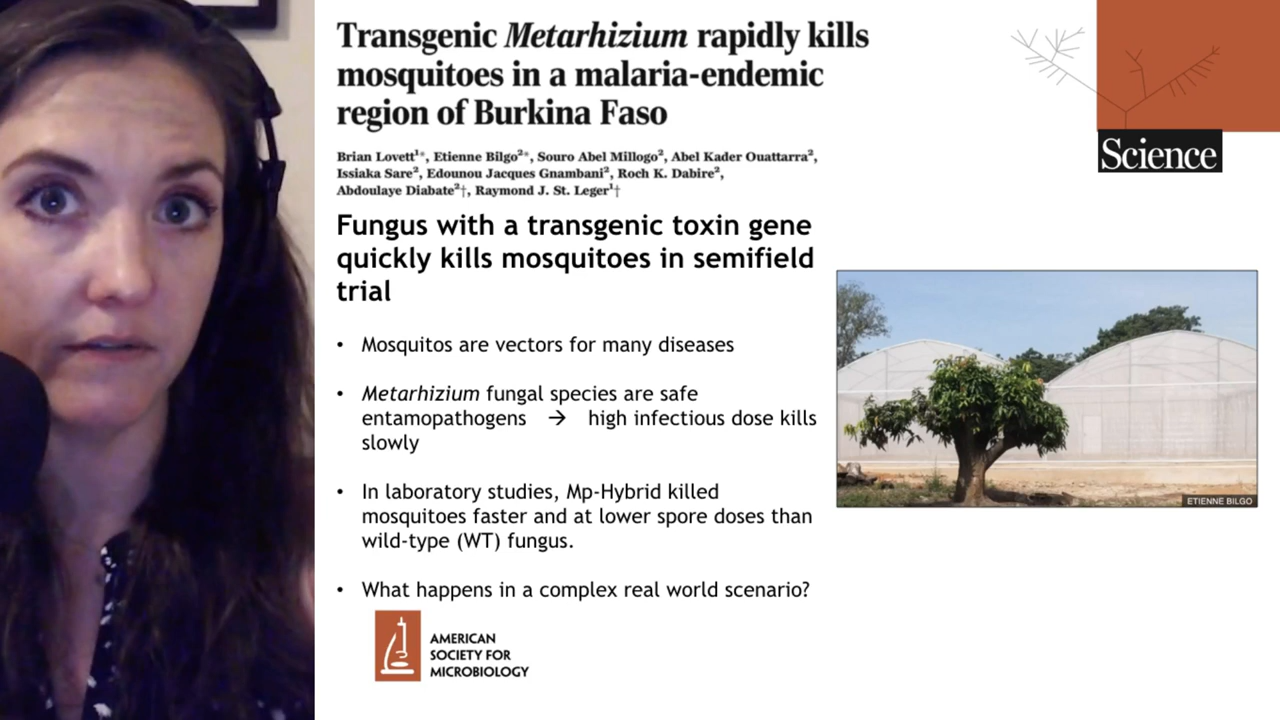 Transgenic Metarhizium rapidly kills
mosquitoes in a malaria-endemic
region of Burkina Faso
Brian Lovett¹*, Etienne Bilgo²*, Souro Abel Millogo², Abel Kader Ouattarra²,
Issiaka Sare², Edounou Jacques Gnambani², Roch K. Dabire²,
Abdoulaye Diabate²†, Raymond J. St. Leger¹†
Science
Fungus with a transgenic toxin gene
quickly kills mosquitoes in semifield
trial
• Mosquitos are vectors for many diseases
• Metarhizium fungal species are safe
entamopathogens → high infectious dose kills
slowly
• In laboratory studies, Mp-Hybrid killed
mosquitoes faster and at lower spore doses than
wild-type (WT) fungus.
• What happens in a complex real world scenario?
ETIENNE BILGO
AMERICAN
SOCIETY FOR
MICROBIOLOGY